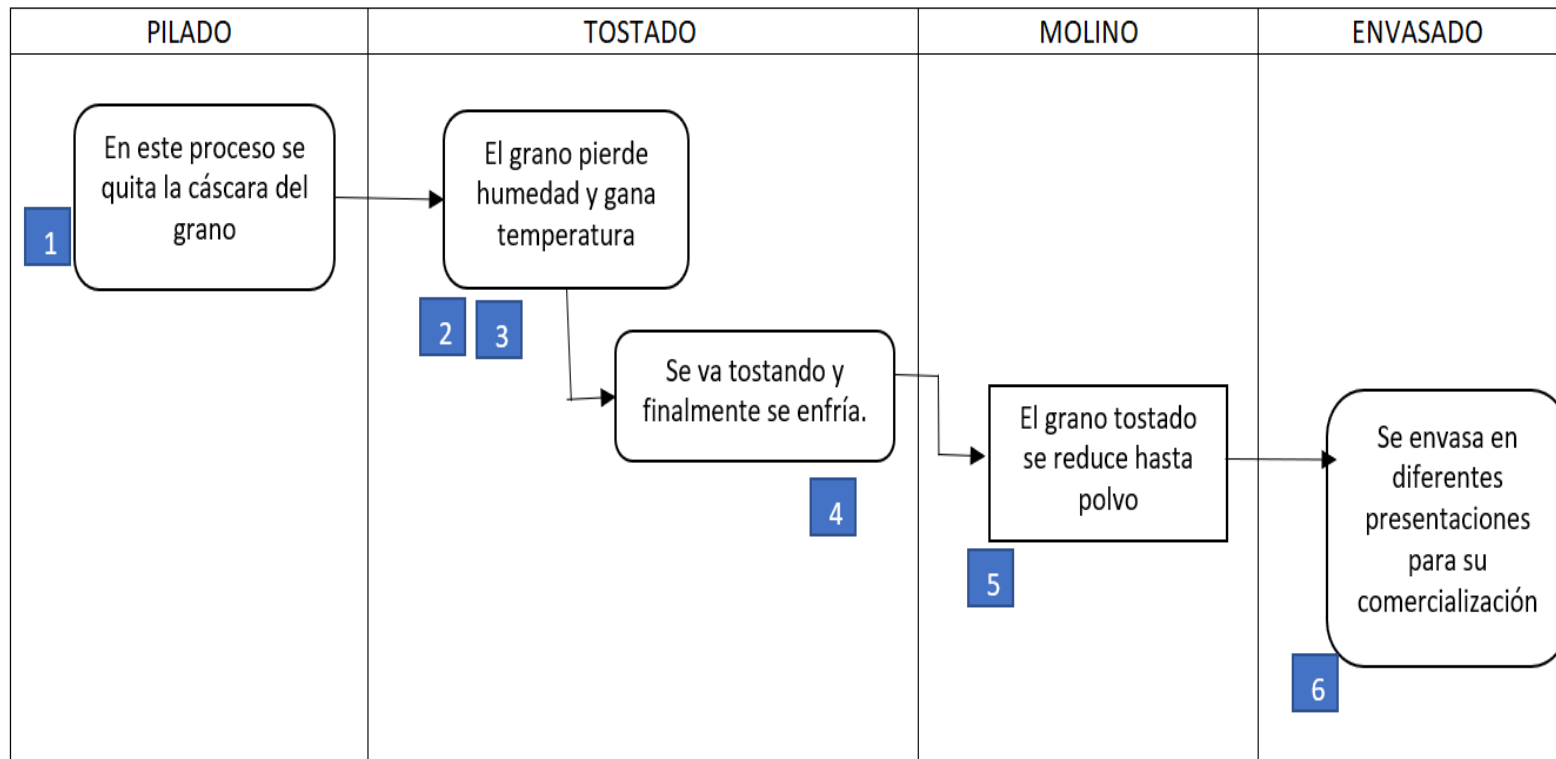 PILADO
TOSTADO
MOLINO
ENVASADO
En este proceso se
quita la cáscara del
grano
1
El grano pierde
humedad y gana
temperatura
2
3
Se va tostando y
finalmente se enfría.
4
El grano tostado
se reduce hasta
polvo
5
Se envasa en
diferentes
presentaciones
para su
comercialización
6